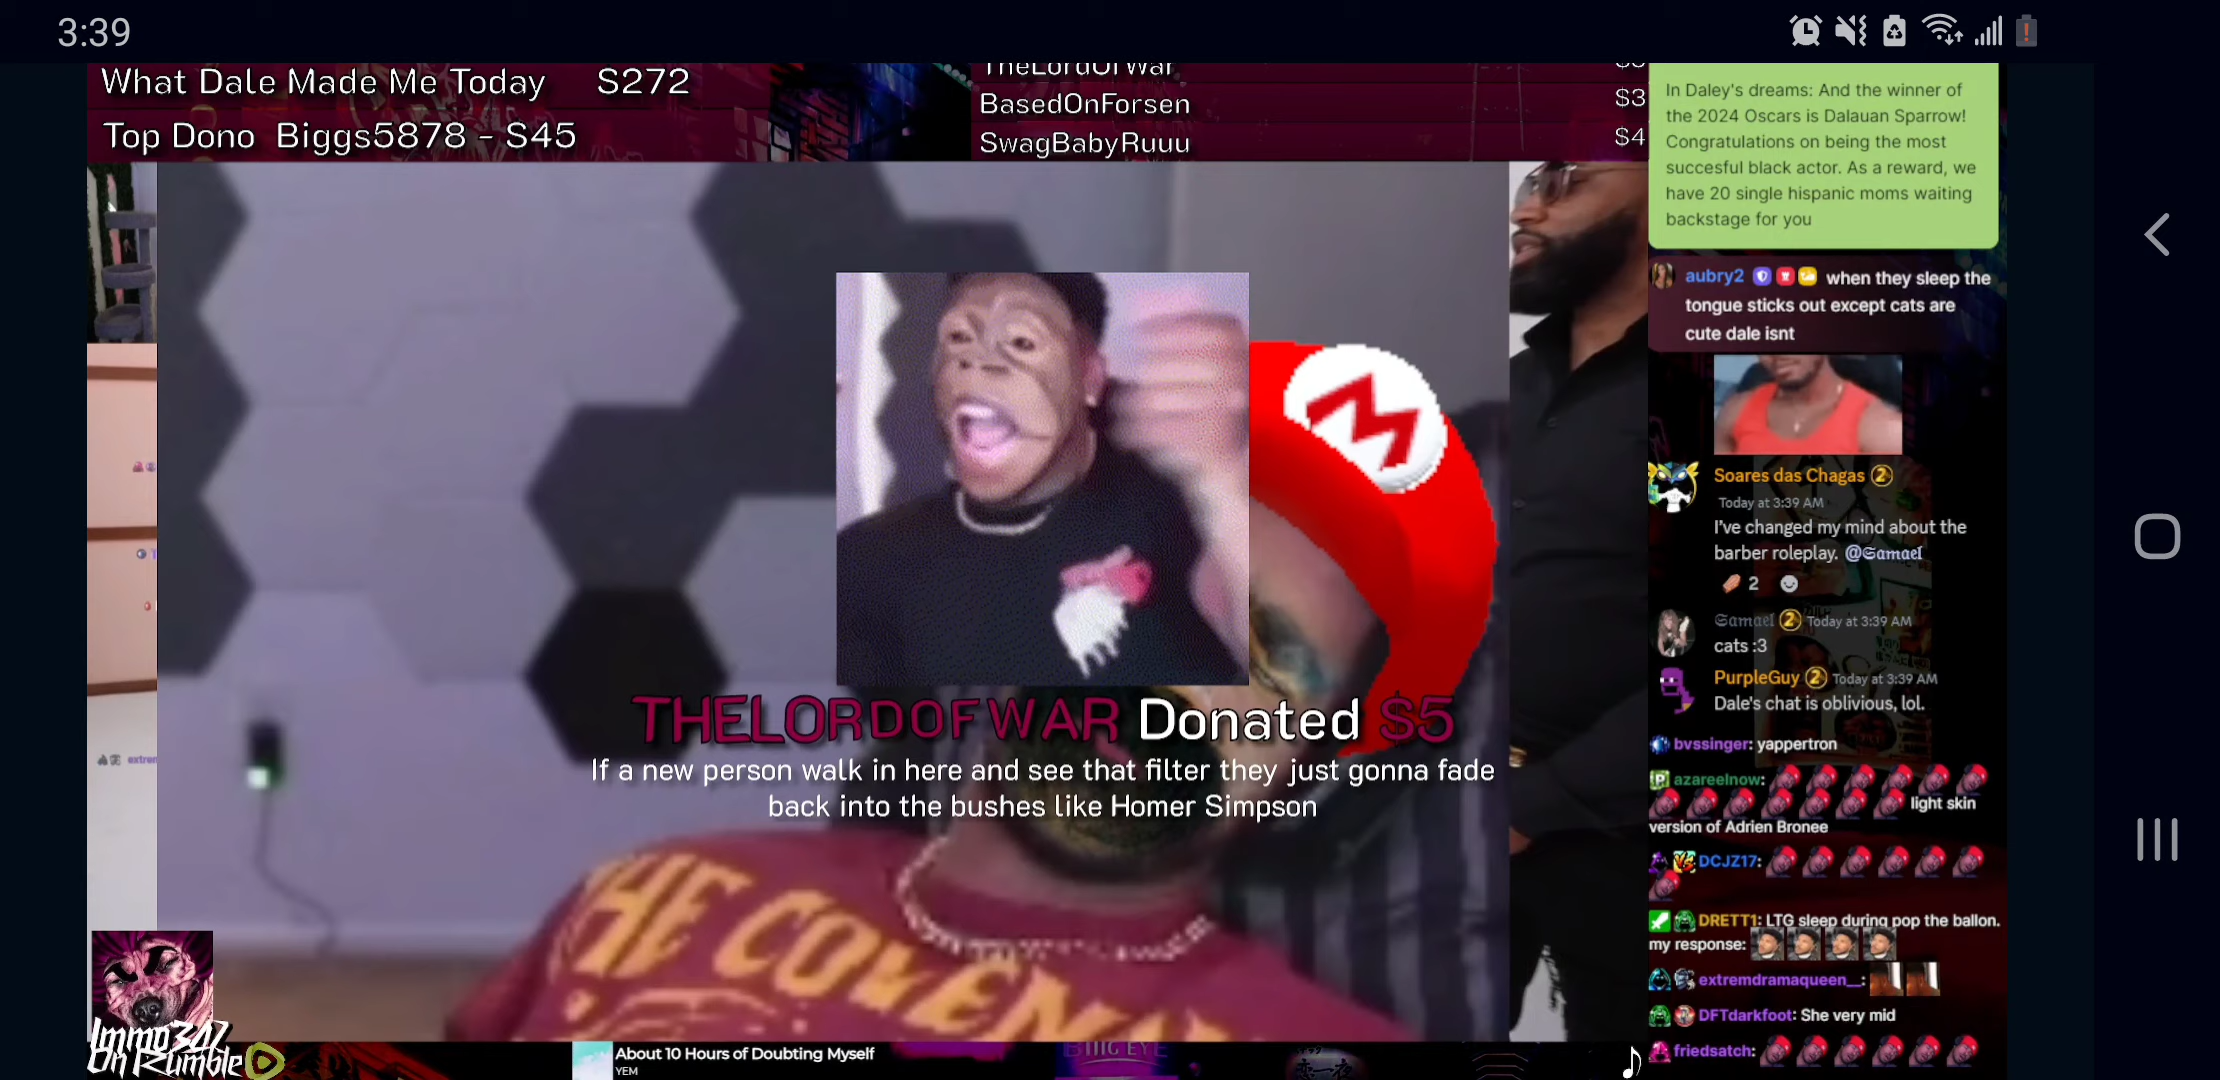 3:39
What Dale Made Me Today S272
Top Dono Biggs5878 - S45
TheLordOfWar
BasedOnForsen $3
SwagBabyRuuu $4
In Daley's dreams: And the winner of
the 2024 Oscars is Dalauan Sparrow!
Congratulations on being the most
succesful black actor. As a reward, we
have 20 single hispanic moms waiting
backstage for you
aubry2 when they sleep the
tongue sticks out except cats are
cute dale isnt
M
Soares das Chagas 2
Today at 3:39 AM
I've changed my mind about the
barber roleplay. @Samael
2
Samael 2 Today at 3:39 AM
cats :3
PurpleGuy 2 Today at 3:39 AM
Dale's chat is oblivious, lol.
THELORDOFWAR Donated $5
If a new person walk in here and see that filter they just gonna fade
back into the bushes like Homer Simpson
bvssinger: yappertron
azareelnow:
light skin
version of Adrien Bronee
DCJZ17:
DRETT1: LTG sleep during pop the ballon.
my response:
extremdramaqueen__:
DFTdarkfoot: She very mid
friedsatch:
HE COVENA
Immo347
On Rumble
About 10 Hours of Doubting Myself
YEM
BIIIG EYE